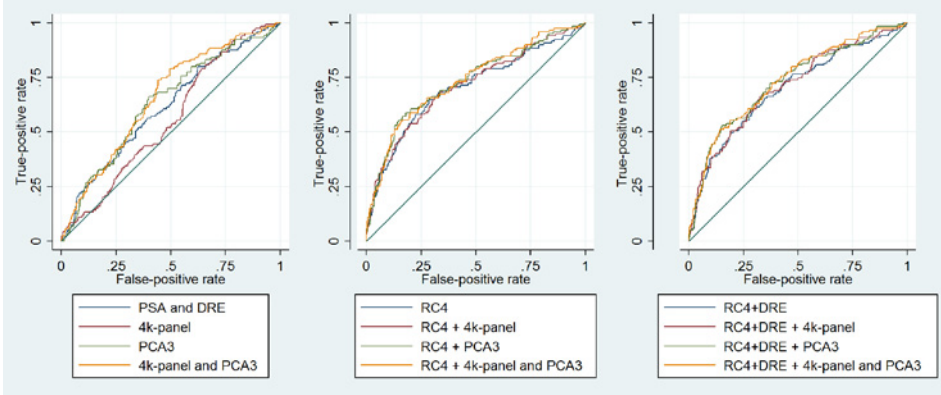 True-positive rate
1
.75
.5
.25
0
0 .25 .5 .75 1
False-positive rate
PSA and DRE
4k-panel
PCA3
4k-panel and PCA3
True-positive rate
1
.75
.5
.25
0
0 .25 .5 .75 1
False-positive rate
RC4
RC4 + 4k-panel
RC4 + PCA3
RC4 + 4k-panel and PCA3
True-positive rate
1
.75
.5
.25
0
0 .25 .5 .75 1
False-positive rate
RC4+DRE
RC4+DRE + 4k-panel
RC4+DRE + PCA3
RC4+DRE + 4k-panel and PCA3